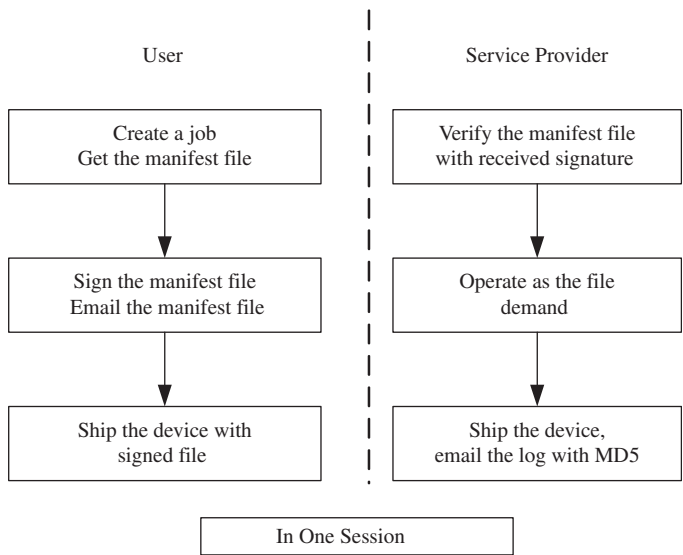 User
Create a job
Get the manifest file
Sign the manifest file
Email the manifest file
Ship the device with
signed file
Service Provider
Verify the manifest file
with received signature
Operate as the file
demand
Ship the device,
email the log with MD5
In One Session